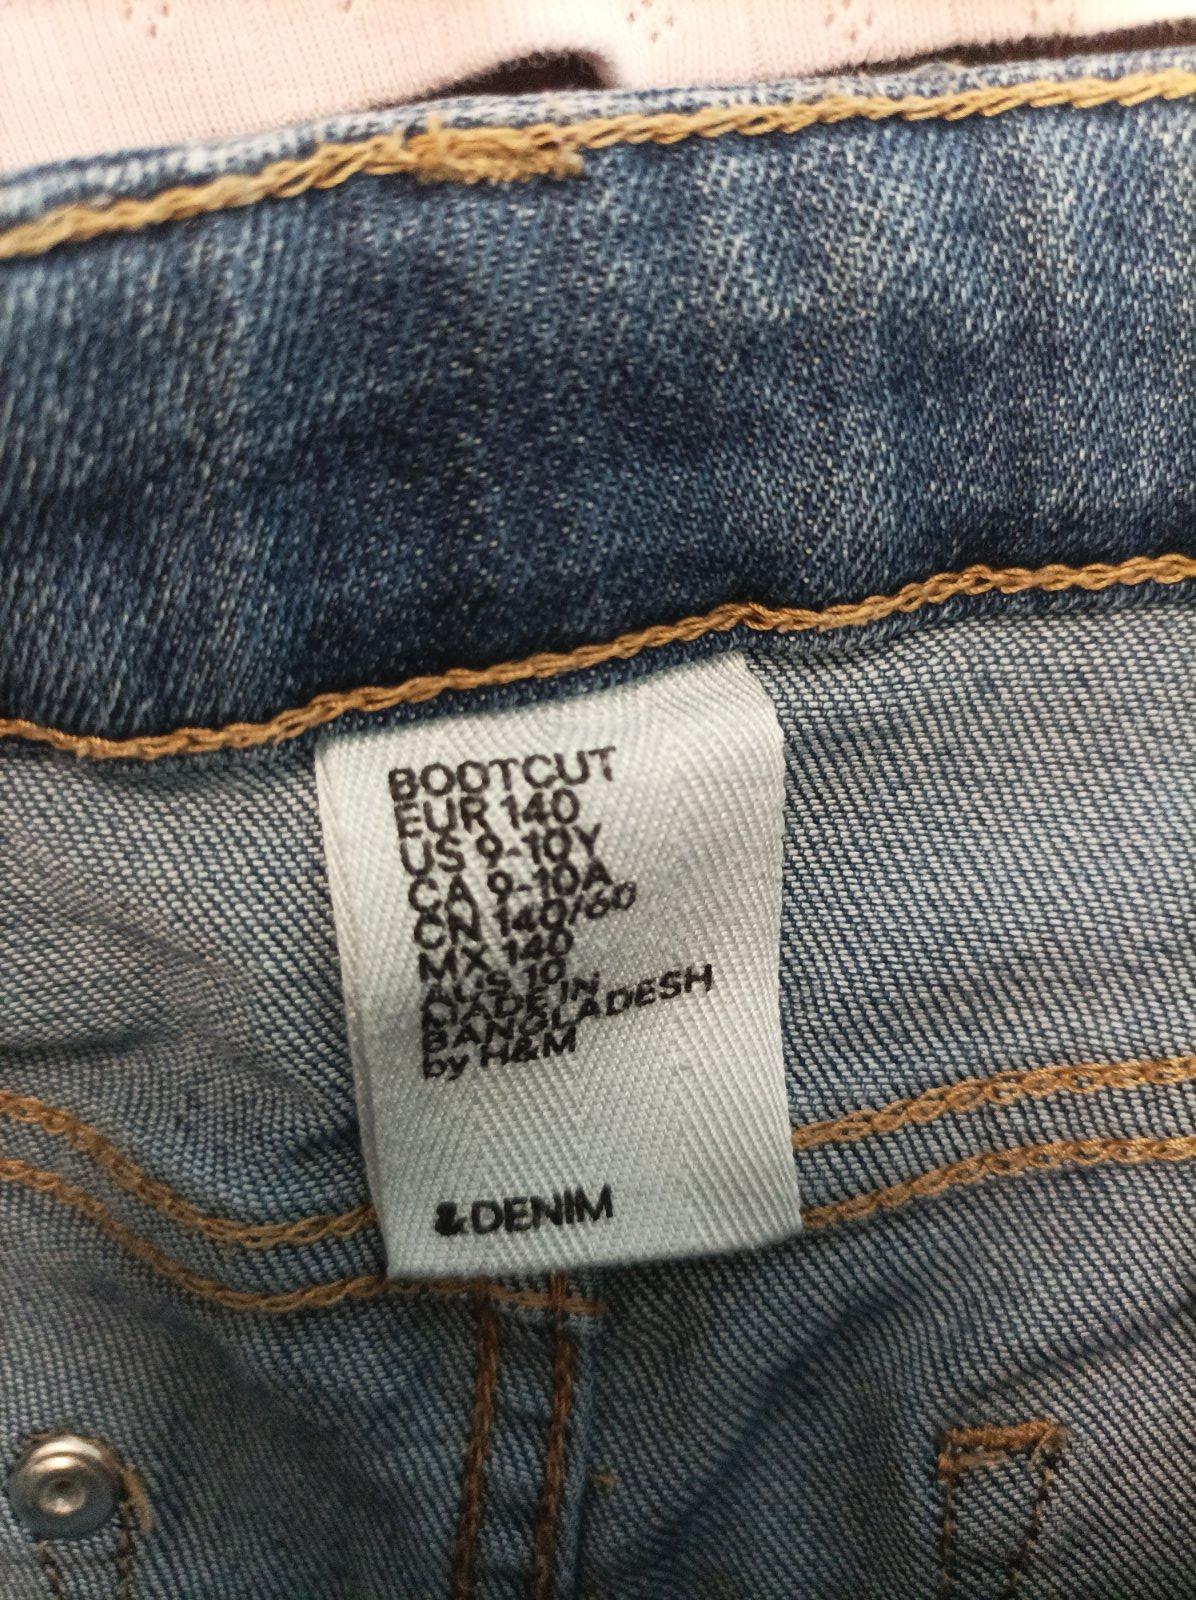 BOOTCUT
EUR 140
US 9-10Y
CA 9-10A
CN 140/60
MX 140
AUS 10
MADE IN
BANGLADESH
by H&M
&DENIM